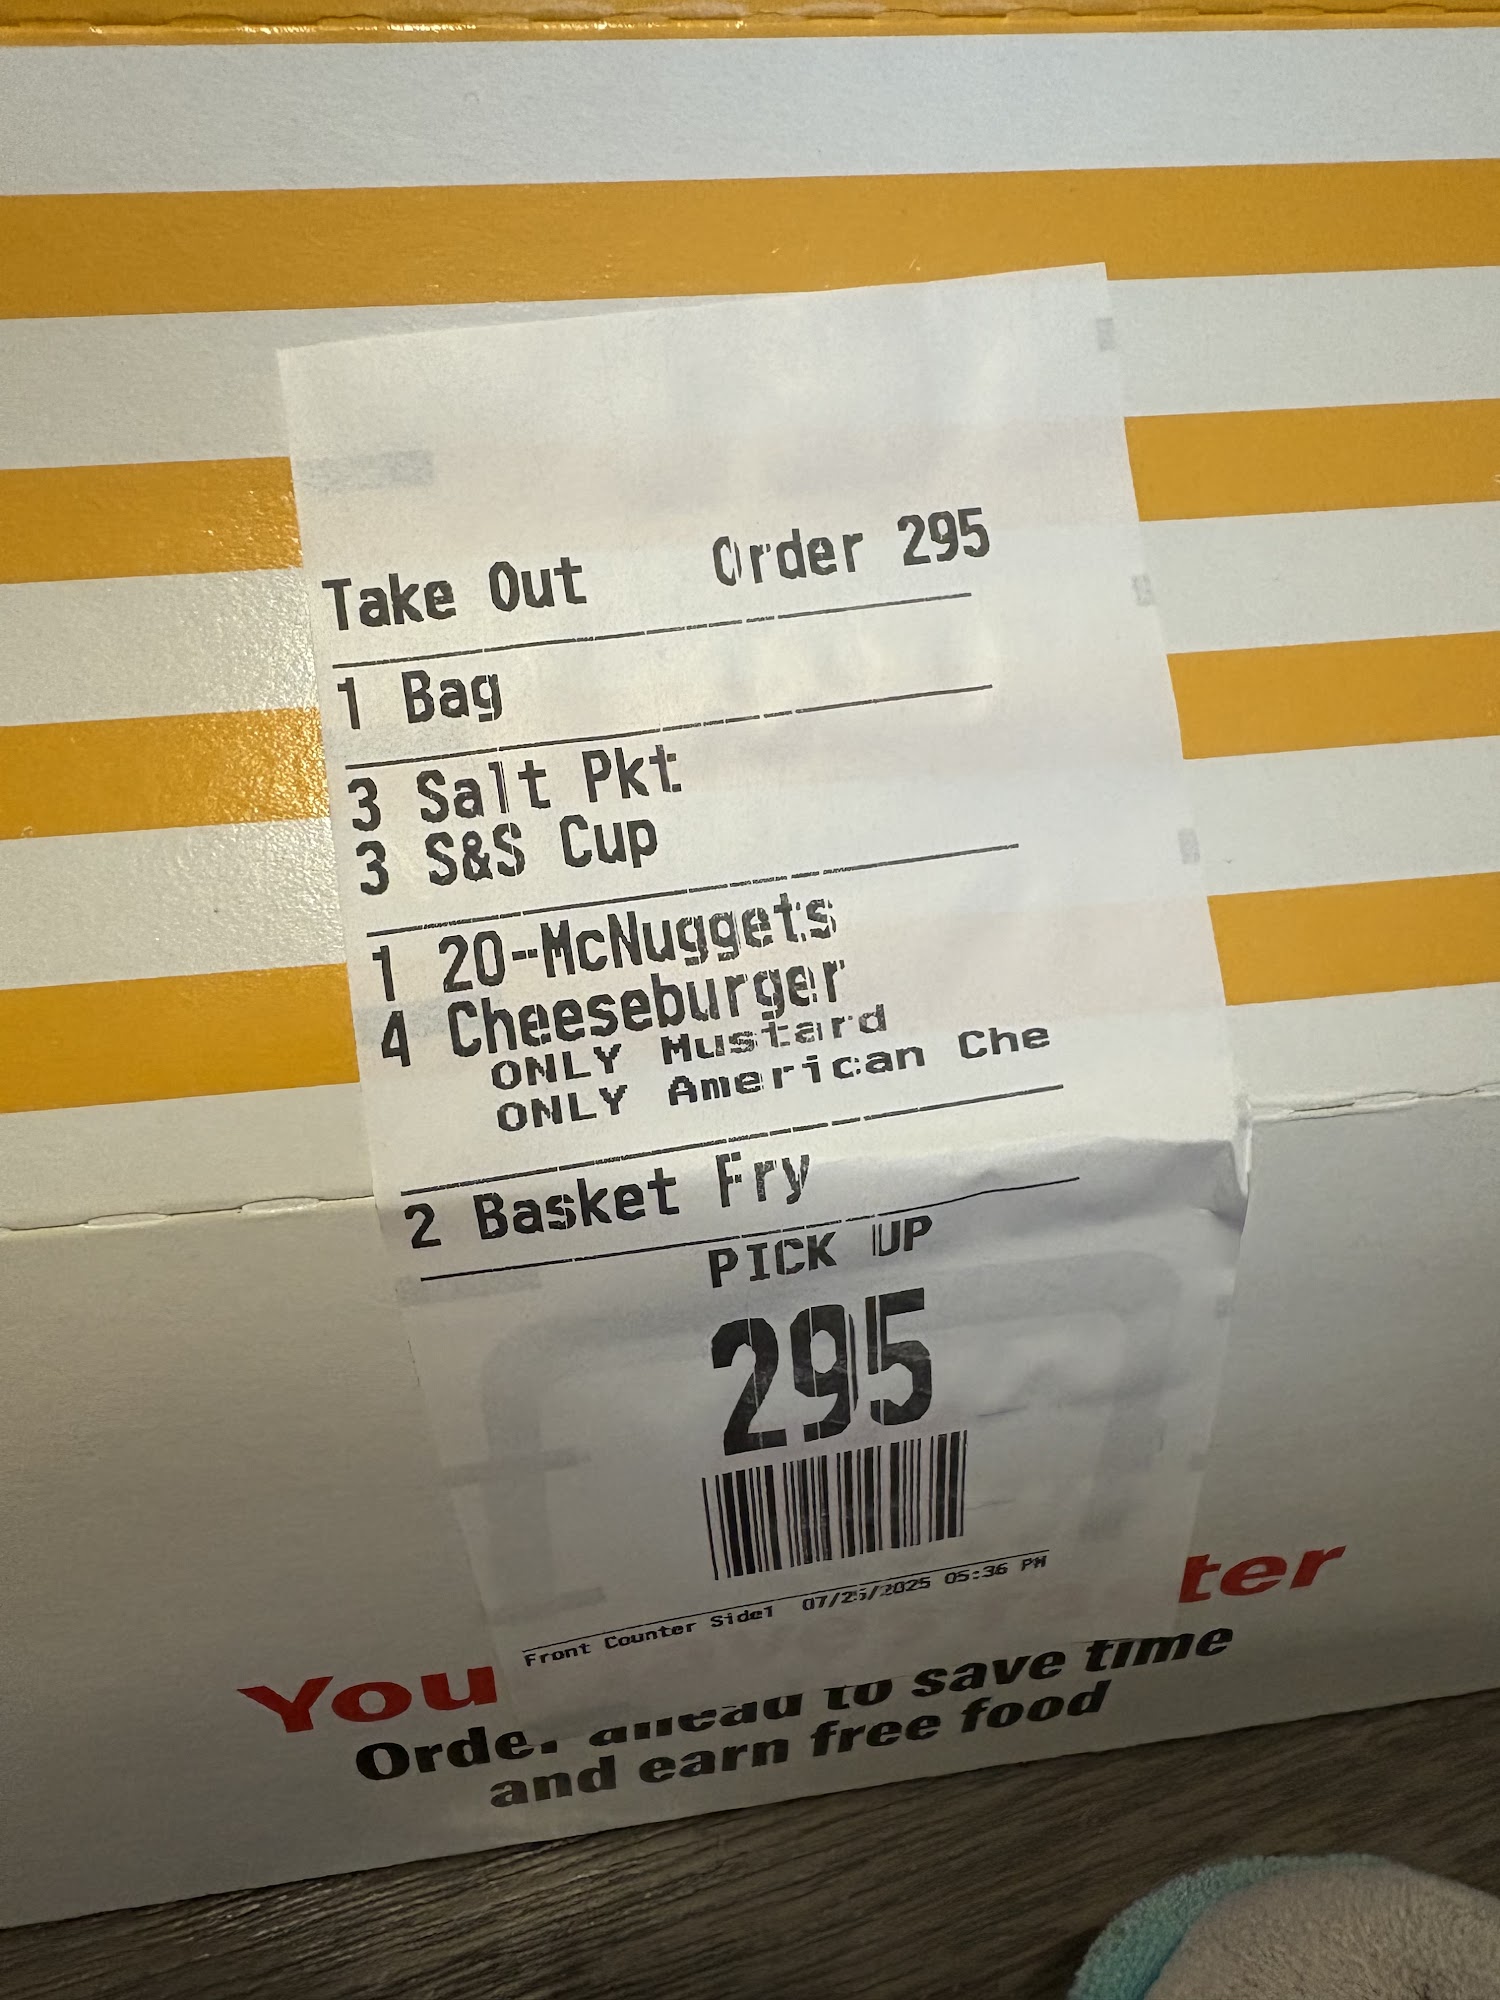 Take Out Order 295
1 Bag
3 Salt Pkt
3 S&S Cup
1 20-McNuggets
4 Cheeseburger
ONLY Mustard
ONLY American Che
2 Basket Fry
PICK UP
295
Front Counter Side1 07/25/2025 05:36 PM
You ter
Order ahead to save time
and earn free food